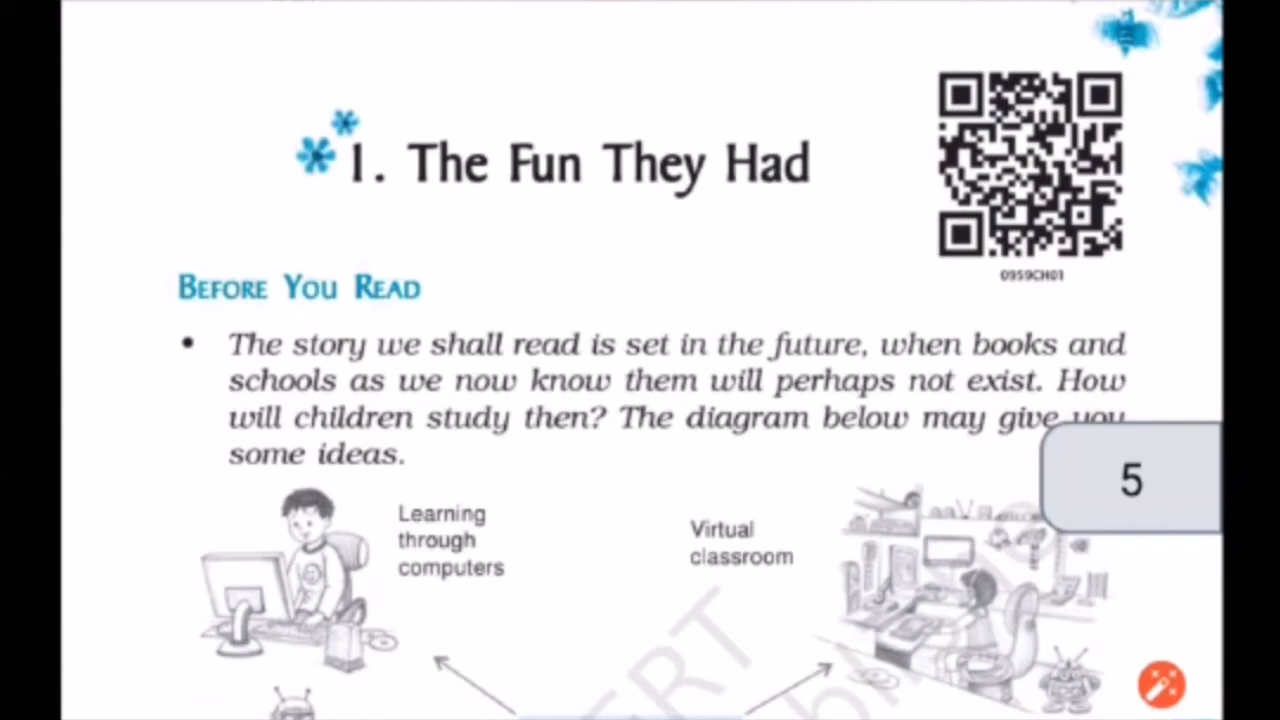 1. The Fun They Had
0959CH01
BEFORE YOU READ
• The story we shall read is set in the future, when books and
schools as we now know them will perhaps not exist. How
will children study then? The diagram below may give you
some ideas.
5
Learning
through
computers
Virtual
classroom